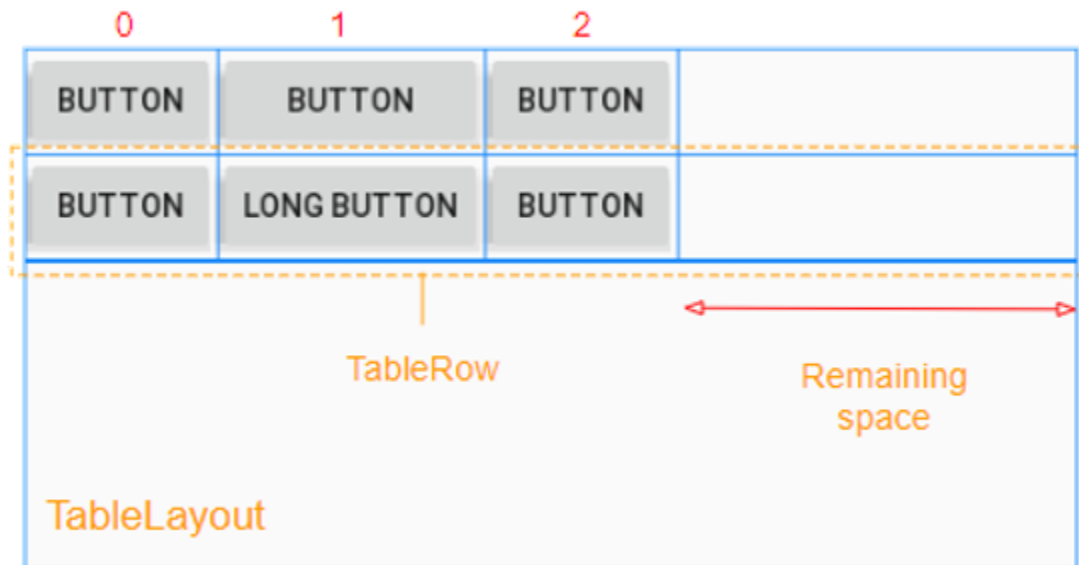 0 1 2
BUTTON BUTTON BUTTON
BUTTON LONG BUTTON BUTTON
TableRow
Remaining
space
TableLayout